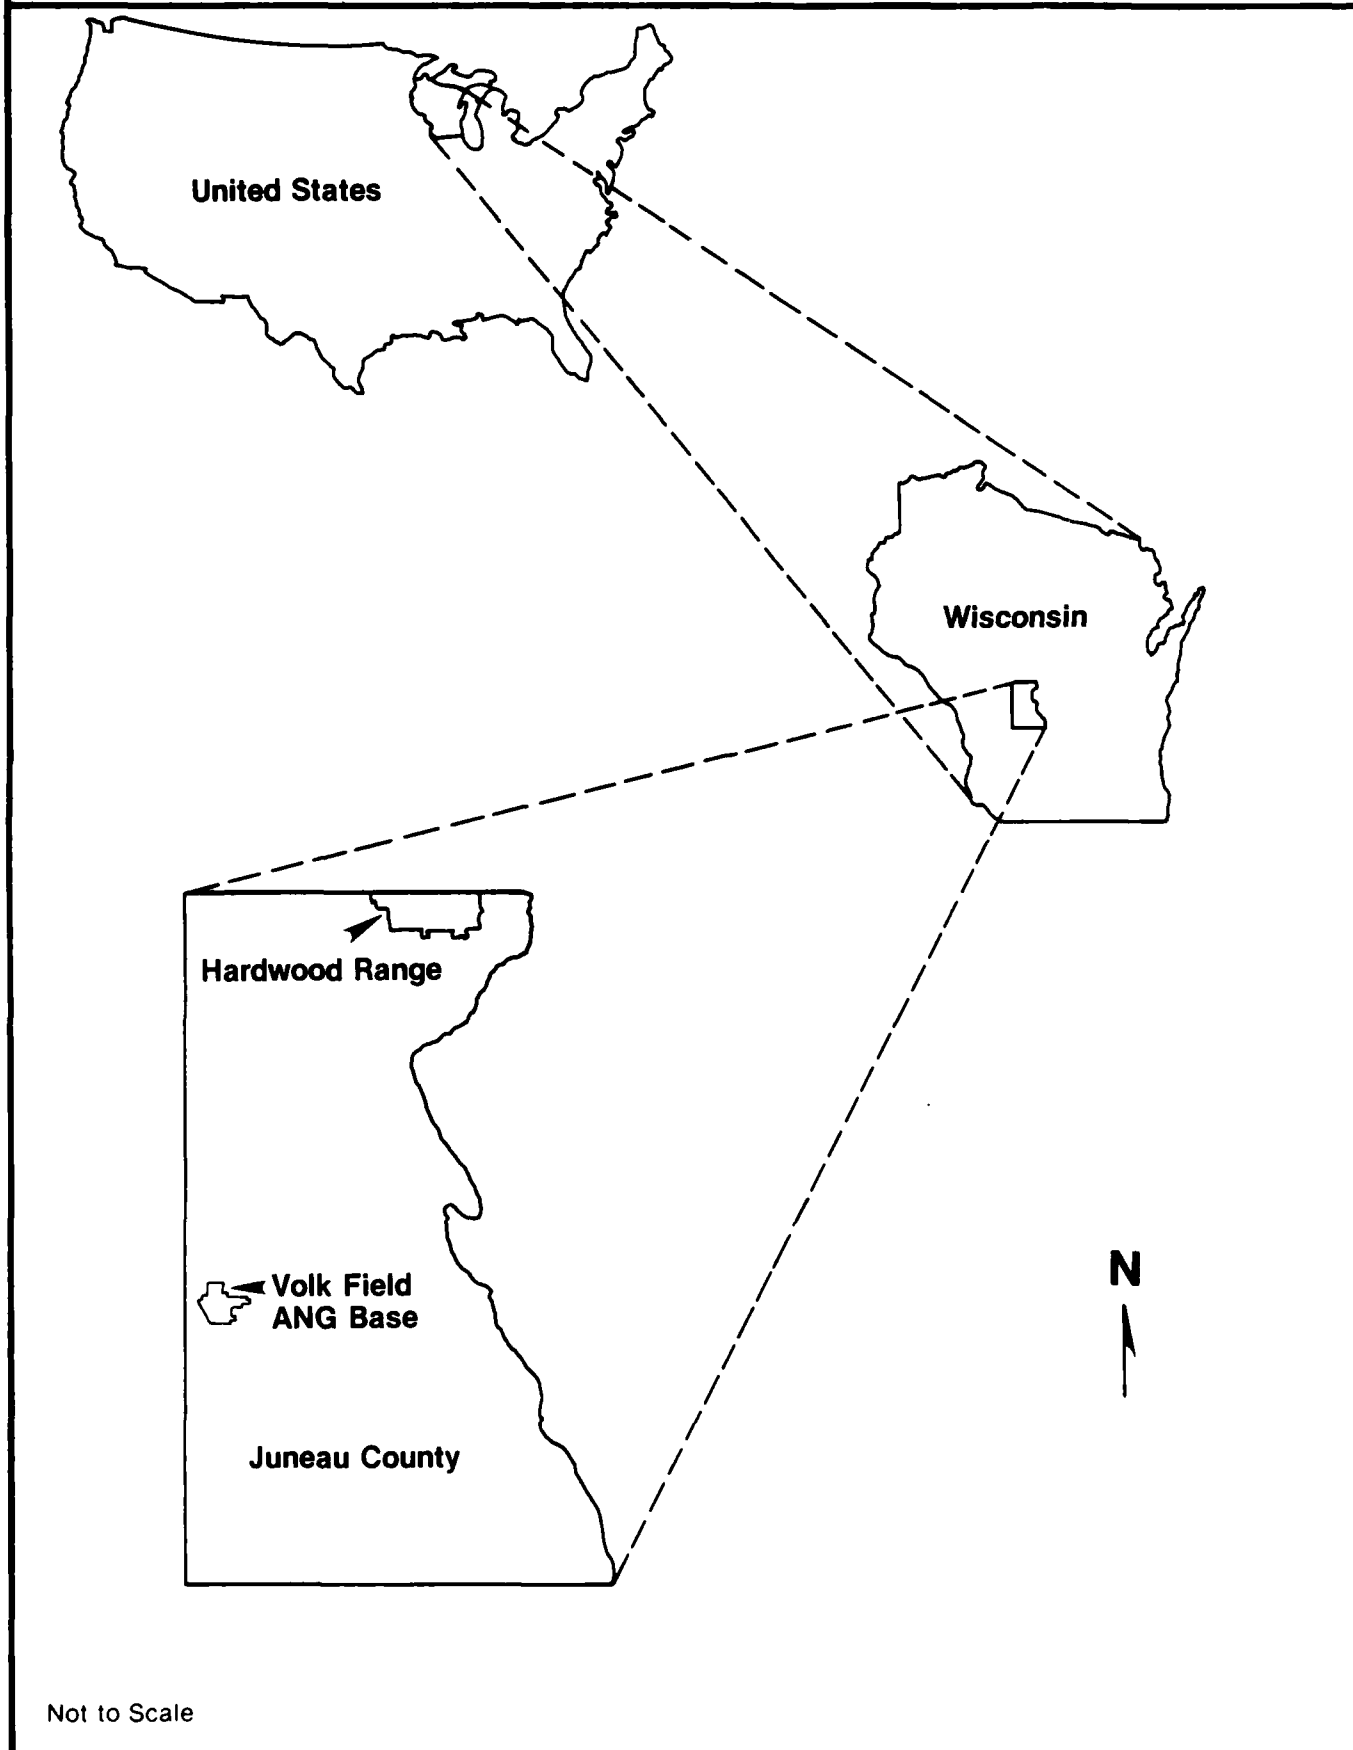 United States
Wisconsin
Hardwood Range
Volk Field
ANG Base
N
Juneau County
Not to Scale